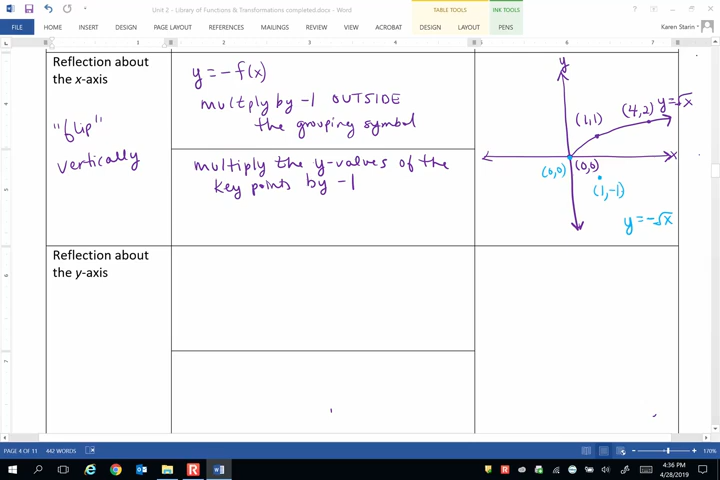 Unit 2 - Library of Functions & Transformations completed.docx - Word
TABLE TOOLS
INK TOOLS
Karen Starin
FILE
HOME
INSERT
DESIGN
PAGE LAYOUT
REFERENCES
MAILINGS
REVIEW
VIEW
ACROBAT
DESIGN
LAYOUT
PENS
Reflection about
the x-axis
"flip"
vertically
y = -f(x)
multply by -1 OUTSIDE
the grouping symbol
multiply the y-values of the
key points by -1
y
(1,1)
(4,2)
y=√x
x
(0,0)
(0,0)
(1,-1)
y=-√x
Reflection about
the y-axis
PAGE 4 OF 11
442 WORDS
170%
4:36 PM
4/28/2019